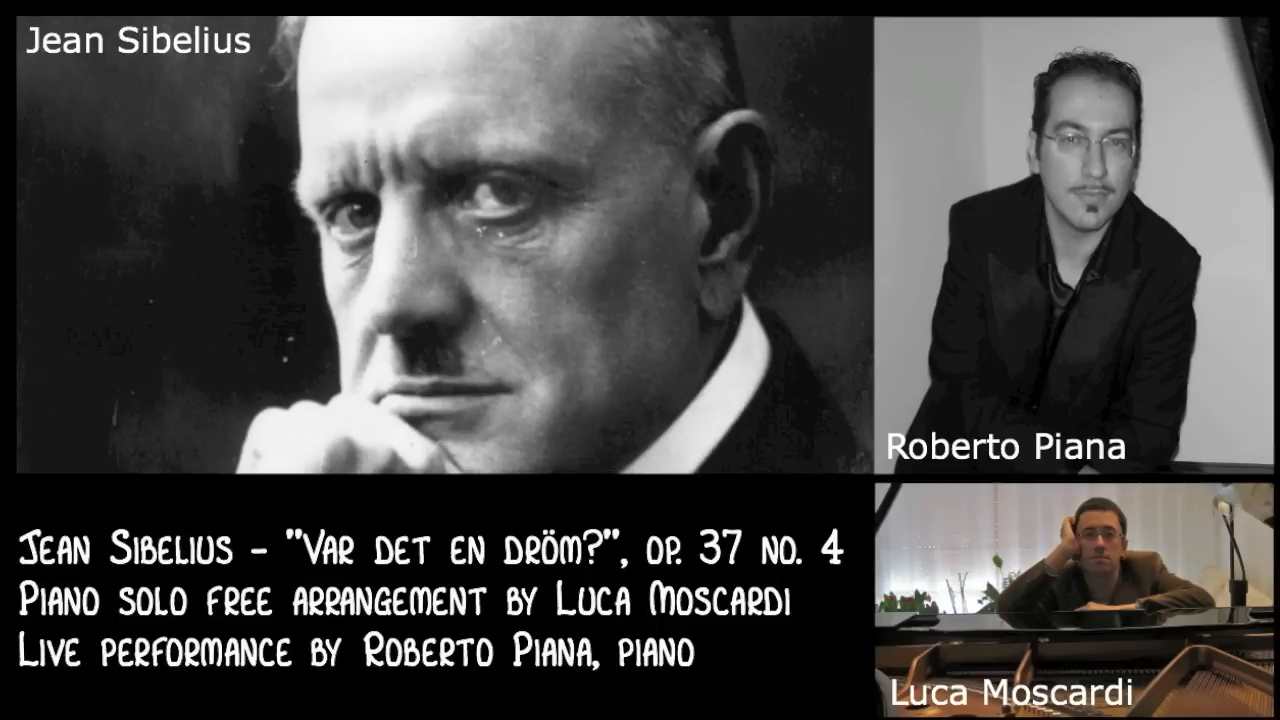 Jean Sibelius
Roberto Piana
Jean Sibelius - "Var det en dröm?", op. 37 no. 4
Piano solo free arrangement by Luca Moscardi
Live performance by Roberto Piana, piano
Luca Moscardi